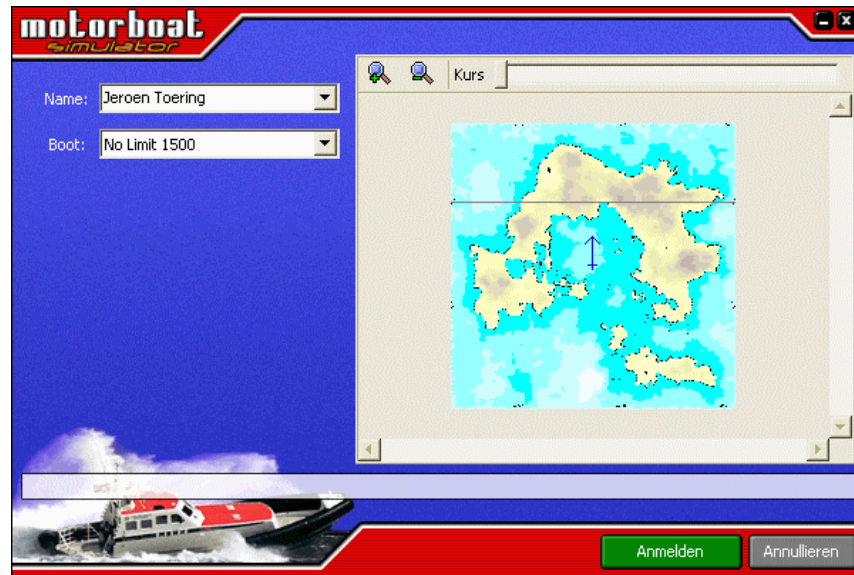 motorboat
simulator
Kurs
Name: Jeroen Toering
Boot: No Limit 1500
Anmelden
Annullieren